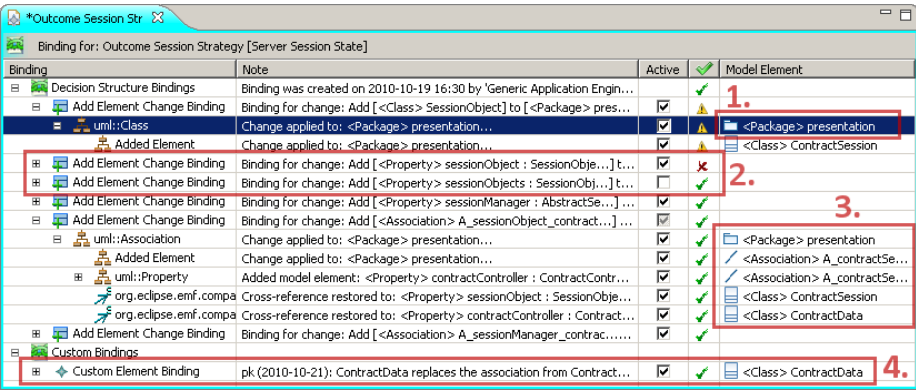 *Outcome Session Str
Binding for: Outcome Session Strategy [Server Session State]
Binding Note Active Model Element
Decision Structure Bindings Binding was created on 2010-10-19 16:30 by 'Generic Application Engin...
1.
Add Element Change Binding Binding for change: Add [<Class> SessionObject] to [<Package> pres...
uml::Class Change applied to: <Package> presentation... <Package> presentation
Added Element Change applied to: <Package> presentation... <Class> ContractSession
Add Element Change Binding Binding for change: Add [<Property> sessionObject : SessionObje...] t...
2.
Add Element Change Binding Binding for change: Add [<Property> sessionObjects : SessionObj...] t...
Add Element Change Binding Binding for change: Add [<Property> sessionManager : AbstractSe...] ...
3.
Add Element Change Binding Binding for change: Add [<Association> A_sessionObject_contract...] ...
uml::Association Change applied to: <Package> presentation... <Package> presentation
Added Element Change applied to: <Package> presentation... <Association> A_contractSe...
uml::Property Added model element: <Property> contractController : ContractContr... <Association> A_contractSe...
org.eclipse.emf.compa Cross-reference restored to: <Property> sessionObject : SessionObje... <Class> ContractSession
org.eclipse.emf.compa Cross-reference restored to: <Property> contractController : Contract... <Class> ContractData
Add Element Change Binding Binding for change: Add [<Association> A_sessionManager_contrac......
Custom Bindings
Custom Element Binding pk (2010-10-21): ContractData replaces the association from Contract... <Class> ContractData 4.